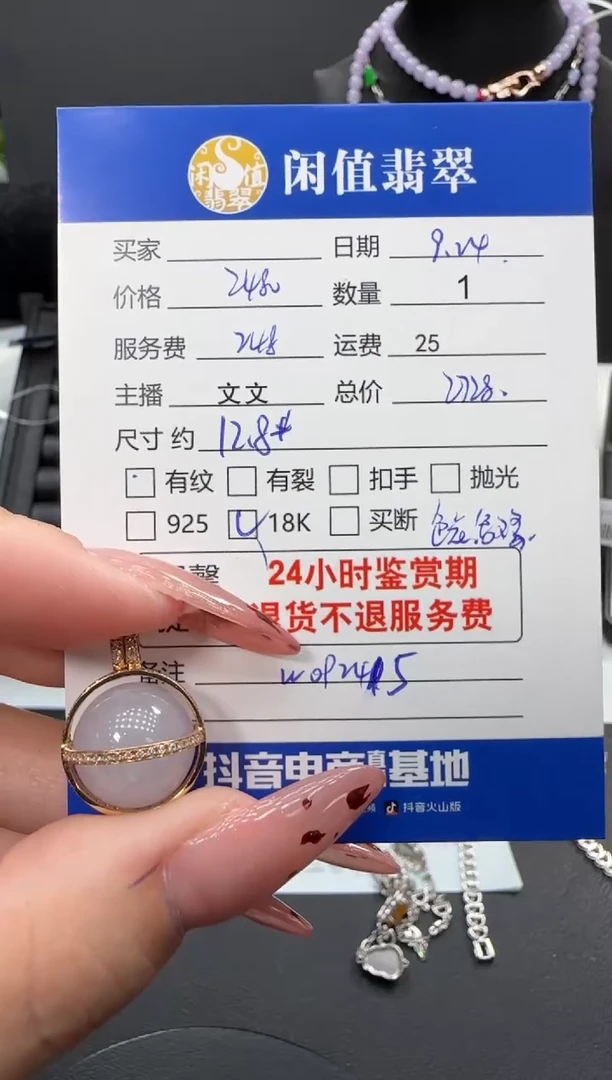 闲值翡翠
闲值翡翠
买家 日期 9.24.
价格 2480 数量 1
服务费 248 运费 25
主播 文文 总价 2728.
尺寸 约 12.8#
有纹 有裂 扣手 抛光
925 18K 买断
24小时鉴赏期
退货不退服务费
备注
抖音电商直播基地
抖音火山版